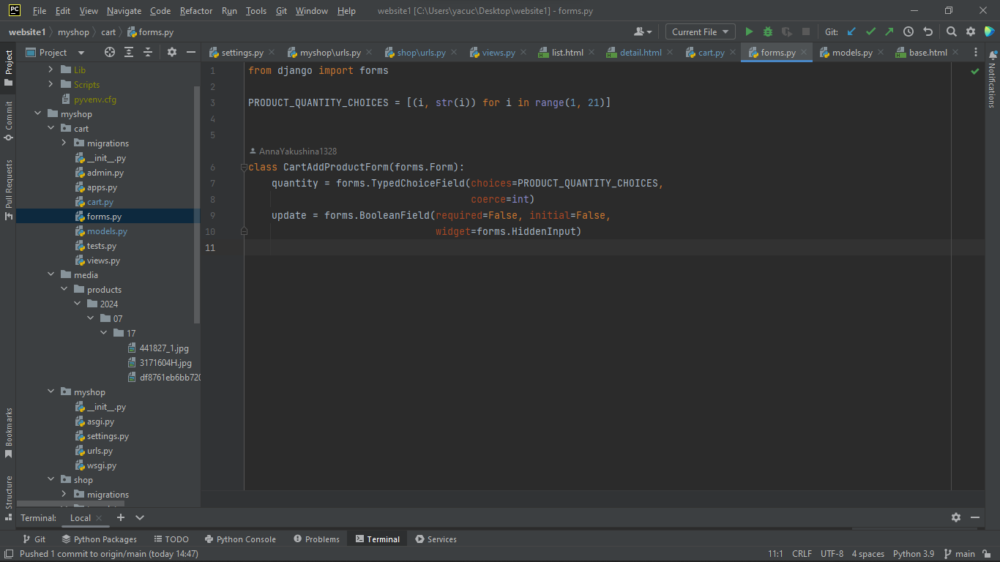 PC File Edit View Navigate Code Refactor Run Tools Git Window Help website1 [C:\Users\yacuc\Desktop\website1] - forms.py
website1 myshop cart forms.py Current File Git:
Project
settings.py myshop\urls.py shop\urls.py views.py list.html detail.html cart.py forms.py models.py base.html
Lib
Scripts
pyvenv.cfg
myshop
cart
migrations
__init__.py
admin.py
apps.py
cart.py
forms.py
models.py
tests.py
views.py
media
products
2024
07
17
441827_1.jpg
3171604H.jpg
df8761eb6bb720
myshop
__init__.py
asgi.py
settings.py
urls.py
wsgi.py
shop
migrations
1 from django import forms
2
3 PRODUCT_QUANTITY_CHOICES = [(i, str(i)) for i in range(1, 21)]
4
5
AnnaYakushina1328
6 class CartAddProductForm(forms.Form):
7 quantity = forms.TypedChoiceField(choices=PRODUCT_QUANTITY_CHOICES,
8 coerce=int)
9 update = forms.BooleanField(required=False, initial=False,
10 widget=forms.HiddenInput)
11
Project
Commit
Pull Requests
Bookmarks
Structure
Notifications
Terminal: Local
Git Python Packages TODO Python Console Problems Terminal Services
Pushed 1 commit to origin/main (today 14:47) 11:1 CRLF UTF-8 4 spaces Python 3.9 main